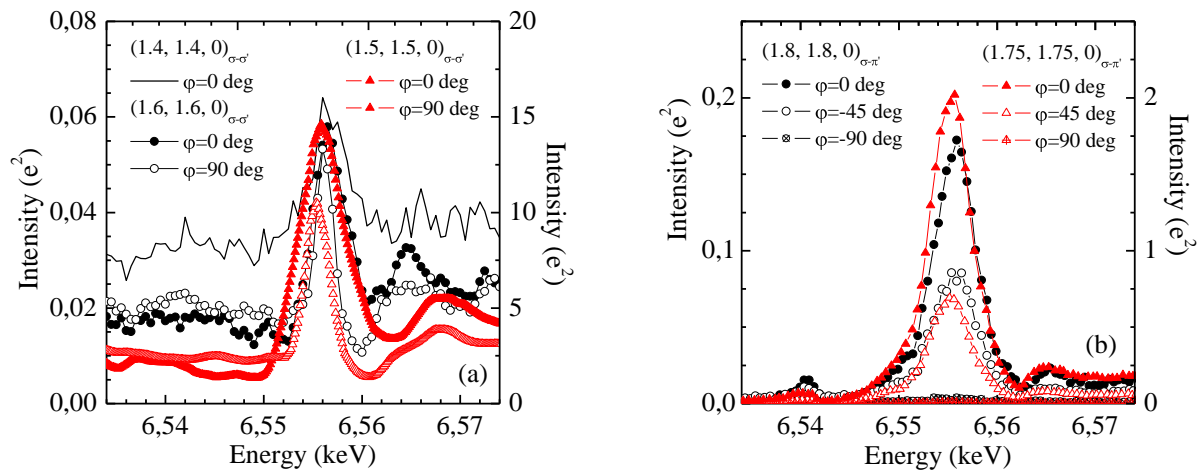 0,08
0,06
0,04
0,02
0,00
Intensity (e²)
(1.4, 1.4, 0)σ-σ'
φ=0 deg
(1.6, 1.6, 0)σ-σ'
φ=0 deg
φ=90 deg
(1.5, 1.5, 0)σ-σ'
φ=0 deg
φ=90 deg
(a)
20
15
10
5
0
Intensity (e²)
6,54 6,55 6,56 6,57
Energy (keV)
0,2
0,1
0,0
Intensity (e²)
(1.8, 1.8, 0)σ-π'
φ=0 deg
φ=-45 deg
φ=-90 deg
(1.75, 1.75, 0)σ-π'
φ=0 deg
φ=45 deg
φ=90 deg
(b)
2
1
0
Intensity (e²)
6,54 6,55 6,56 6,57
Energy (keV)